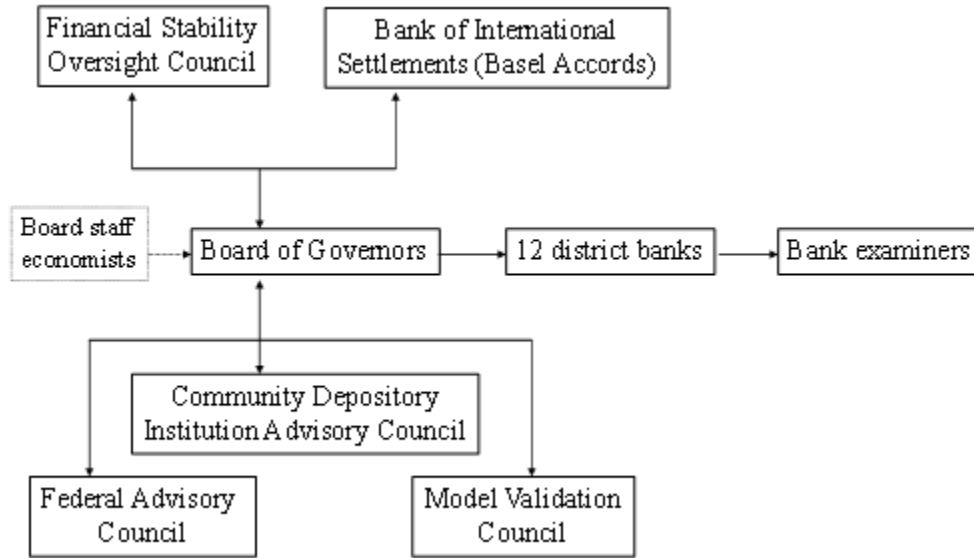 Financial Stability
Oversight Council
Bank of International
Settlements (Basel Accords)
Board staff
economists
Board of Governors
12 district banks
Bank examiners
Community Depository
Institution Advisory Council
Federal Advisory
Council
Model Validation
Council